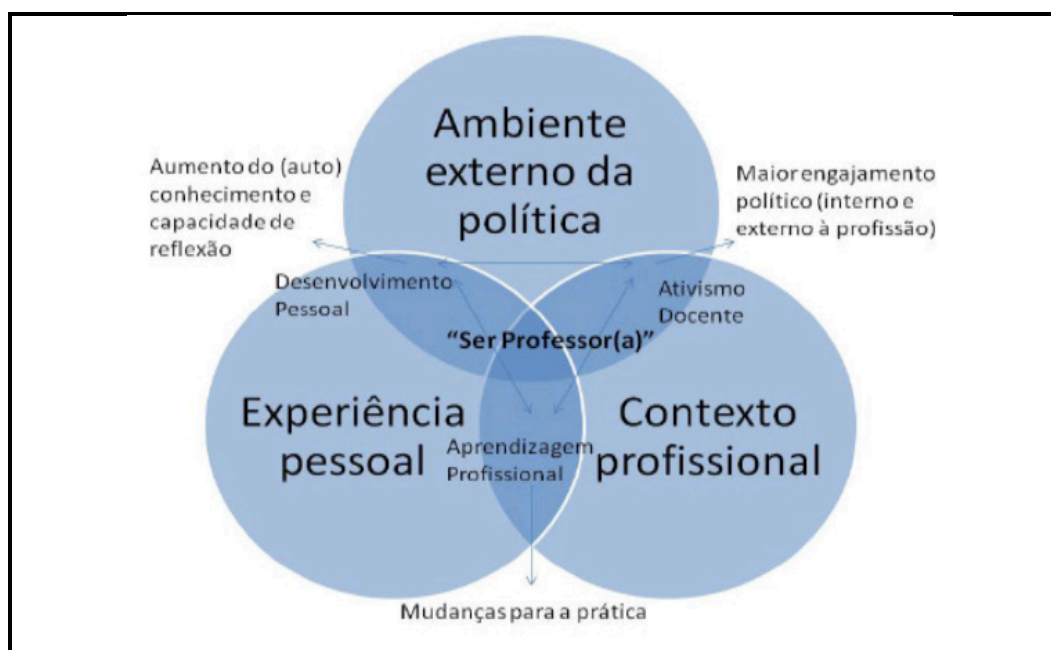 Ambiente
externo da
política
Aumento do (auto)
conhecimento e
capacidade de
reflexão
Maior engajamento
político (interno e
externo à profissão)
Desenvolvimento
Pessoal
Ativismo
Docente
“Ser Professor(a)”
Experiência
pessoal
Contexto
profissional
Aprendizagem
Profissional
Mudanças para a prática